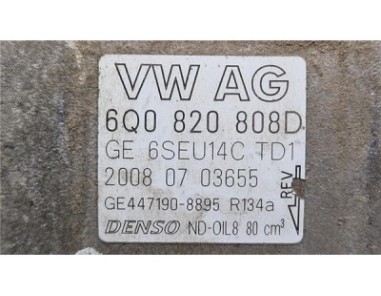 VW AG
6Q0 820 808D
GE 6SEU14C TD1
2008 07 03655
GE447190-8895 R134a
DENSO ND-OIL8 80 cm³
REV